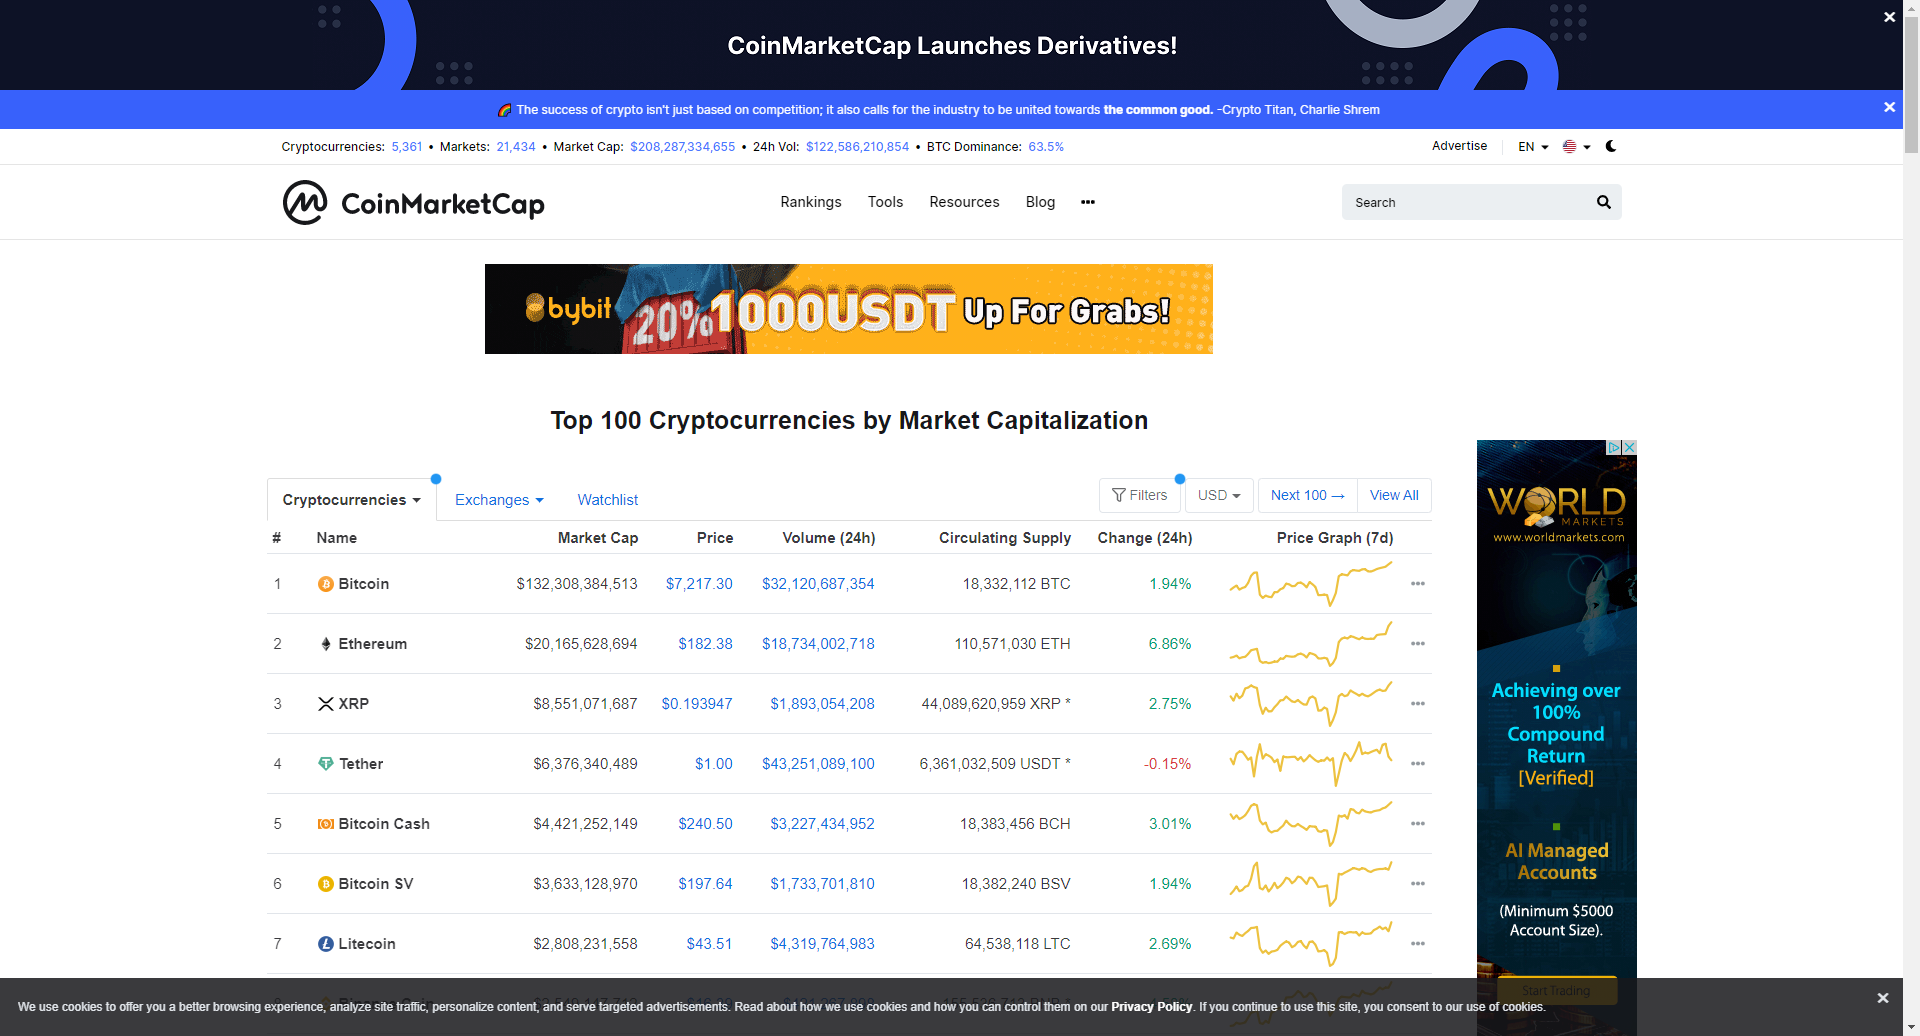 CoinMarketCap Launches Derivatives!
The success of crypto isn't just based on competition; it also calls for the industry to be united towards the common good. -Crypto Titan, Charlie Shrem
Cryptocurrencies: 5,361 • Markets: 21,434 • Market Cap: $208,287,334,655 • 24h Vol: $122,586,210,854 • BTC Dominance: 63.5%
Advertise EN
CoinMarketCap
Rankings Tools Resources Blog •••
Search
bybit 20% 1000USDT Up For Grabs!
Top 100 Cryptocurrencies by Market Capitalization
Cryptocurrencies Exchanges Watchlist Filters USD Next 100 → View All
# Name Market Cap Price Volume (24h) Circulating Supply Change (24h) Price Graph (7d)
1 Bitcoin $132,308,384,513 $7,217.30 $32,120,687,354 18,332,112 BTC 1.94%
2 Ethereum $20,165,628,694 $182.38 $18,734,002,718 110,571,030 ETH 6.86%
3 XRP $8,551,071,687 $0.193947 $1,893,054,208 44,089,620,959 XRP * 2.75%
4 Tether $6,376,340,489 $1.00 $43,251,089,100 6,361,032,509 USDT * -0.15%
5 Bitcoin Cash $4,421,252,149 $240.50 $3,227,434,952 18,383,456 BCH 3.01%
6 Bitcoin SV $3,633,128,970 $197.64 $1,733,701,810 18,382,240 BSV 1.94%
7 Litecoin $2,808,231,558 $43.51 $4,319,764,983 64,538,118 LTC 2.69%
WORLD
MARKETS
www.worldmarkets.com
Achieving over
100%
Compound
Return
[Verified]
AI Managed
Accounts
(Minimum $5000
Account Size).
Start Trading
We use cookies to offer you a better browsing experience, analyze site traffic, personalize content, and serve targeted advertisements. Read about how we use cookies and how you can control them on our Privacy Policy. If you continue to use this site, you consent to our use of cookies.